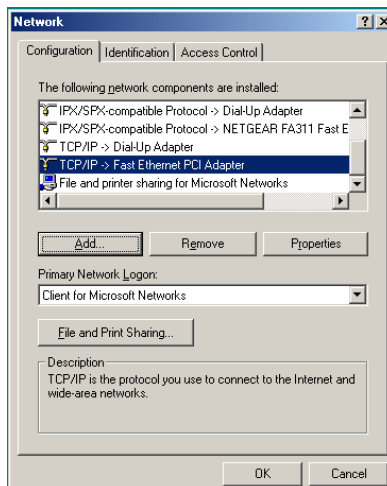 Network
Configuration Identification Access Control
The following network components are installed:
IPX/SPX-compatible Protocol -> Dial-Up Adapter
IPX/SPX-compatible Protocol -> NETGEAR FA311 Fast E
TCP/IP -> Dial-Up Adapter
TCP/IP -> Fast Ethernet PCI Adapter
File and printer sharing for Microsoft Networks
Add... Remove Properties
Primary Network Logon:
Client for Microsoft Networks
File and Print Sharing...
Description
TCP/IP is the protocol you use to connect to the Internet and
wide-area networks.
OK Cancel